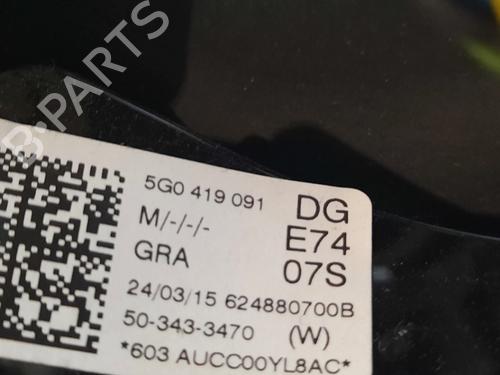 B-PARTS
5G0 419 091 DG
M/-/-/- E74
GRA 07S
24/03/15 624880700B
50-343-3470 (W)
*603 AUCC00YL8AC*